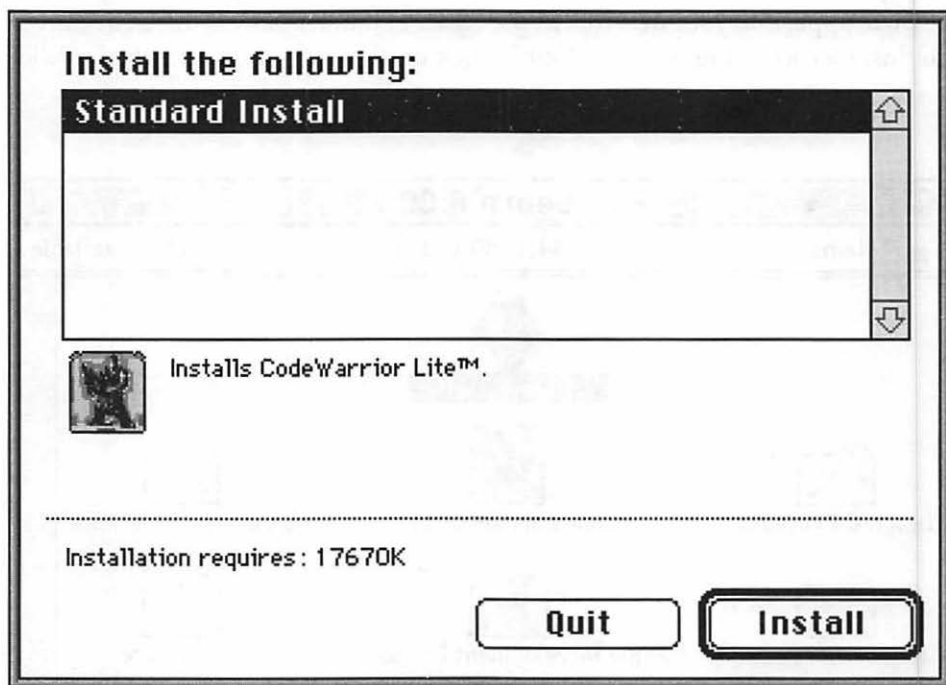 Install the following:
Standard Install
Installs CodeWarrior Lite™.
Installation requires: 17670K
Quit
Install